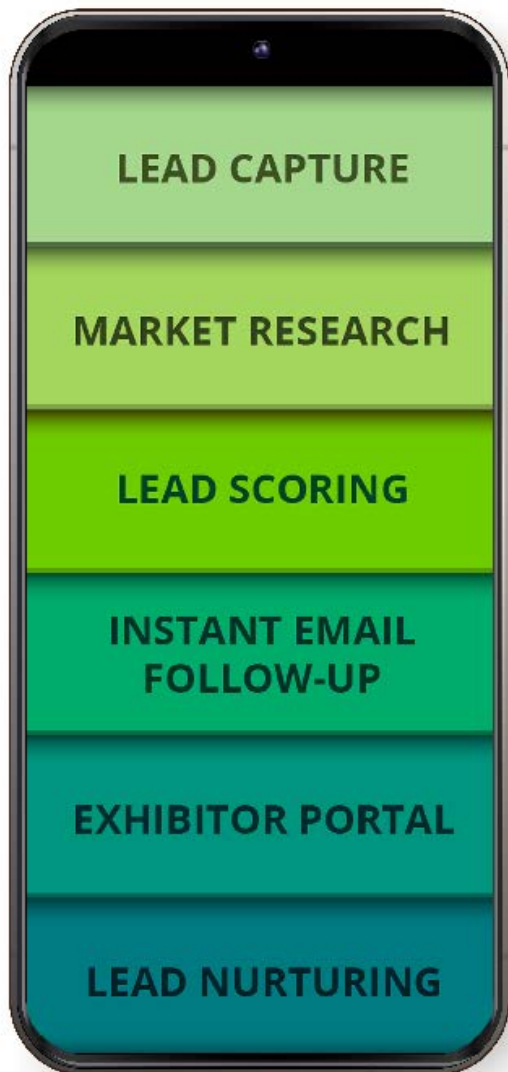 LEAD CAPTURE
MARKET RESEARCH
LEAD SCORING
INSTANT EMAIL
FOLLOW-UP
EXHIBITOR PORTAL
LEAD NURTURING